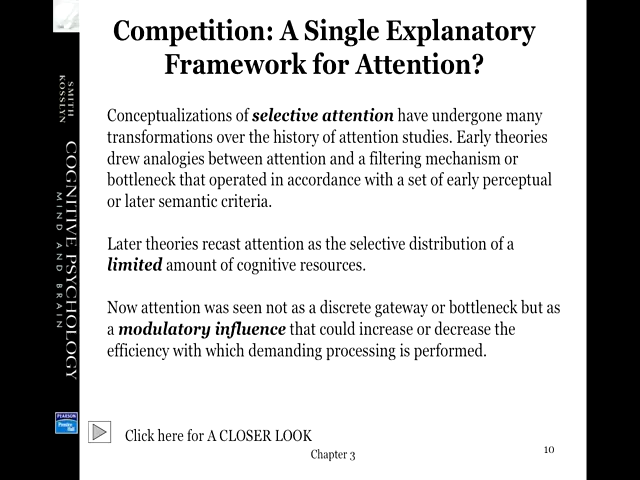 Competition: A Single Explanatory
Framework for Attention?
SMITH
KOSSLYN
COGNITIVE PSYCHOLOGY
MIND AND BRAIN
Conceptualizations of selective attention have undergone many
transformations over the history of attention studies. Early theories
drew analogies between attention and a filtering mechanism or
bottleneck that operated in accordance with a set of early perceptual
or later semantic criteria.
Later theories recast attention as the selective distribution of a
limited amount of cognitive resources.
Now attention was seen not as a discrete gateway or bottleneck but as
a modulatory influence that could increase or decrease the
efficiency with which demanding processing is performed.
PEARSON
Prentice
Hall
Click here for A CLOSER LOOK
Chapter 3
10